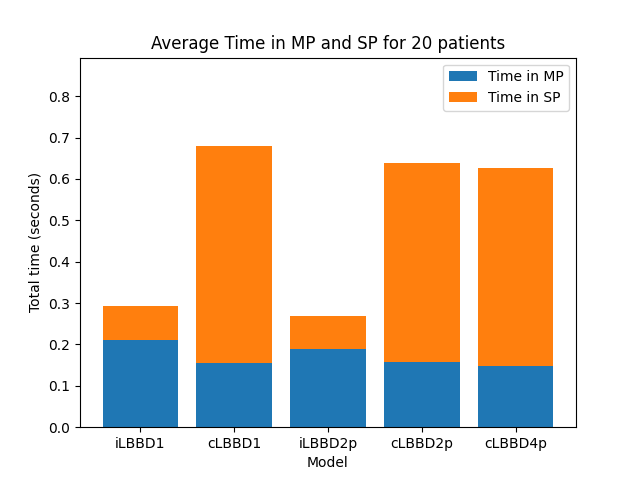 Average Time in MP and SP for 20 patients
Time in MP
Time in SP
Total time (seconds)
0.8
0.7
0.6
0.5
0.4
0.3
0.2
0.1
0.0
iLBBD1 cLBBD1 iLBBD2p cLBBD2p cLBBD4p
Model